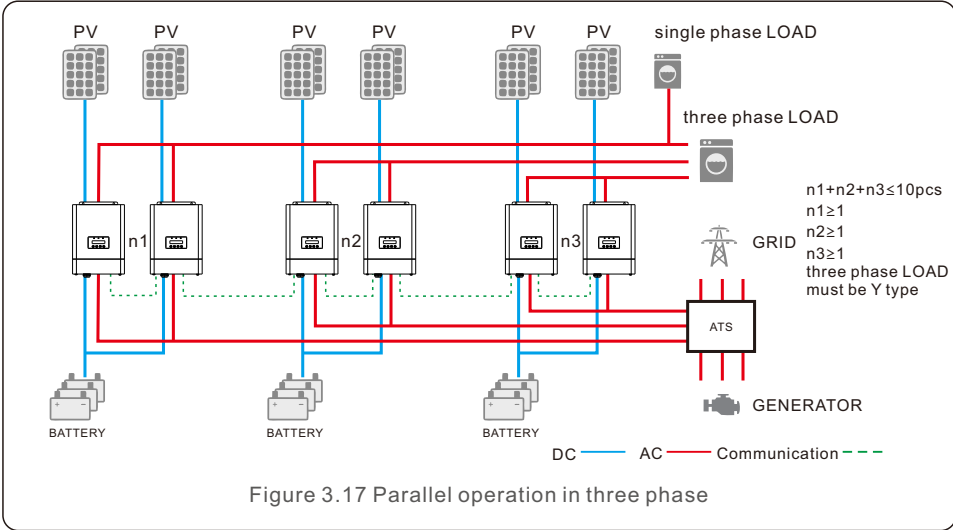 PV PV PV PV PV PV single phase LOAD
three phase LOAD
n1 n2 n3
n1+n2+n3≤10pcs
n1≥1
n2≥1
n3≥1
three phase LOAD
must be Y type
GRID
ATS
GENERATOR
BATTERY BATTERY BATTERY
DC AC Communication
Figure 3.17 Parallel operation in three phase